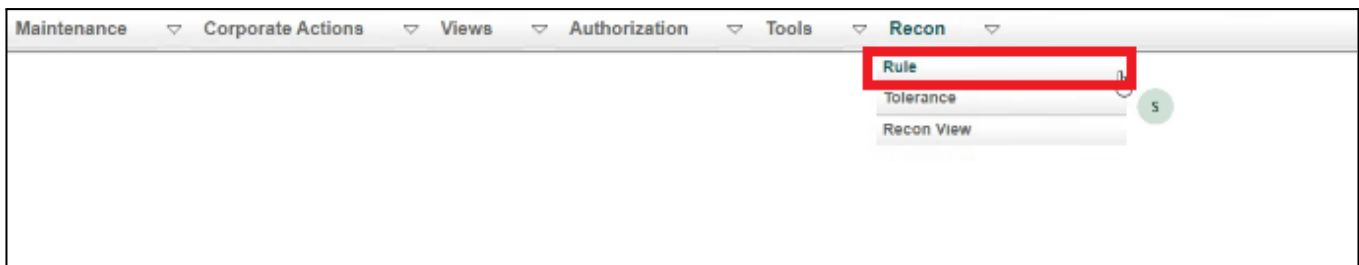 Maintenance Corporate Actions Views Authorization Tools Recon
Rule
Tolerance
S
Recon View